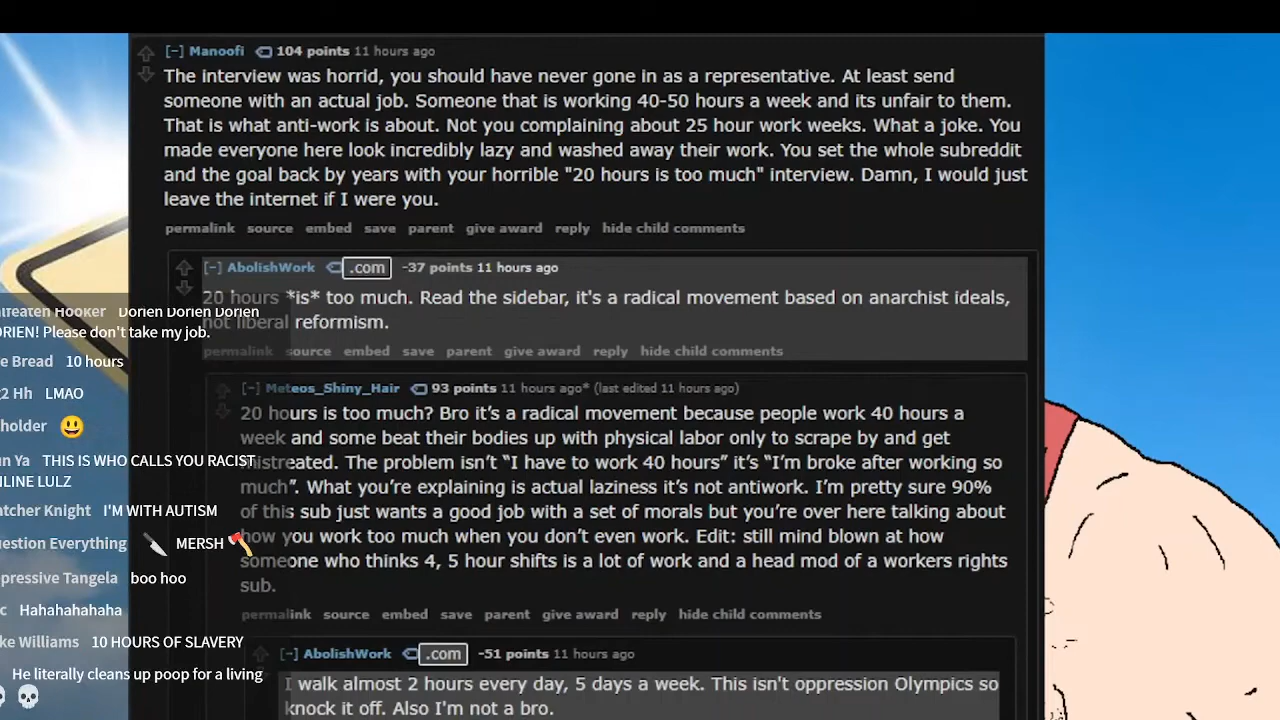 [–] Manoofi 104 points 11 hours ago
The interview was horrid, you should have never gone in as a representative. At least send
someone with an actual job. Someone that is working 40-50 hours a week and its unfair to them.
That is what anti-work is about. Not you complaining about 25 hour work weeks. What a joke. You
made everyone here look incredibly lazy and washed away their work. You set the whole subreddit
and the goal back by years with your horrible "20 hours is too much" interview. Damn, I would just
leave the internet if I were you.
permalink source embed save parent give award reply hide child comments
[–] AbolishWork .com -37 points 11 hours ago
20 hours *is* too much. Read the sidebar, it's a radical movement based on anarchist ideals,
not liberal reformism.
permalink source embed save parent give award reply hide child comments
[–] Meteos_Shiny_Hair 93 points 11 hours ago* (last edited 11 hours ago)
20 hours is too much? Bro it's a radical movement because people work 40 hours a
week and some beat their bodies up with physical labor only to scrape by and get
mistreated. The problem isn't “I have to work 40 hours” it's “I'm broke after working so
much”. What you're explaining is actual laziness it's not antiwork. I'm pretty sure 90%
of this sub just wants a good job with a set of morals but you're over here talking about
how you work too much when you don't even work. Edit: still mind blown at how
someone who thinks 4, 5 hour shifts is a lot of work and a head mod of a workers rights
sub.
permalink source embed save parent give award reply hide child comments
[–] AbolishWork .com -51 points 11 hours ago
I walk almost 2 hours every day, 5 days a week. This isn't oppression Olympics so
knock it off. Also I'm not a bro.
Hooker Dorien Dorien Dorien
DORIEN! Please don't take my job.
Bread 10 hours
Hh LMAO
holder 😃
Ya THIS IS WHO CALLS YOU RACIST
ONLINE LULZ
Knight I'M WITH AUTISM
Everything 🔪 MERSH 🪓
Tangela boo hoo
Hahahahahaha
Williams 10 HOURS OF SLAVERY
He literally cleans up poop for a living
💀